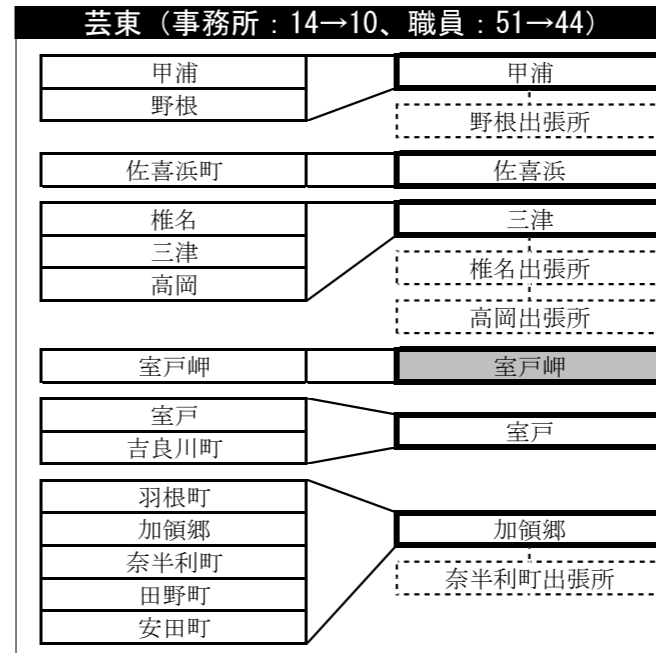 芸東（事務所：14→10、職員：51→44）
甲浦
甲浦
野根
野根出張所
佐喜浜町
佐喜浜
椎名
三津
三津
椎名出張所
高岡
高岡出張所
室戸岬
室戸岬
室戸
室戸
吉良川町
羽根町
加領郷
加領郷
奈半利町
奈半利町出張所
田野町
安田町